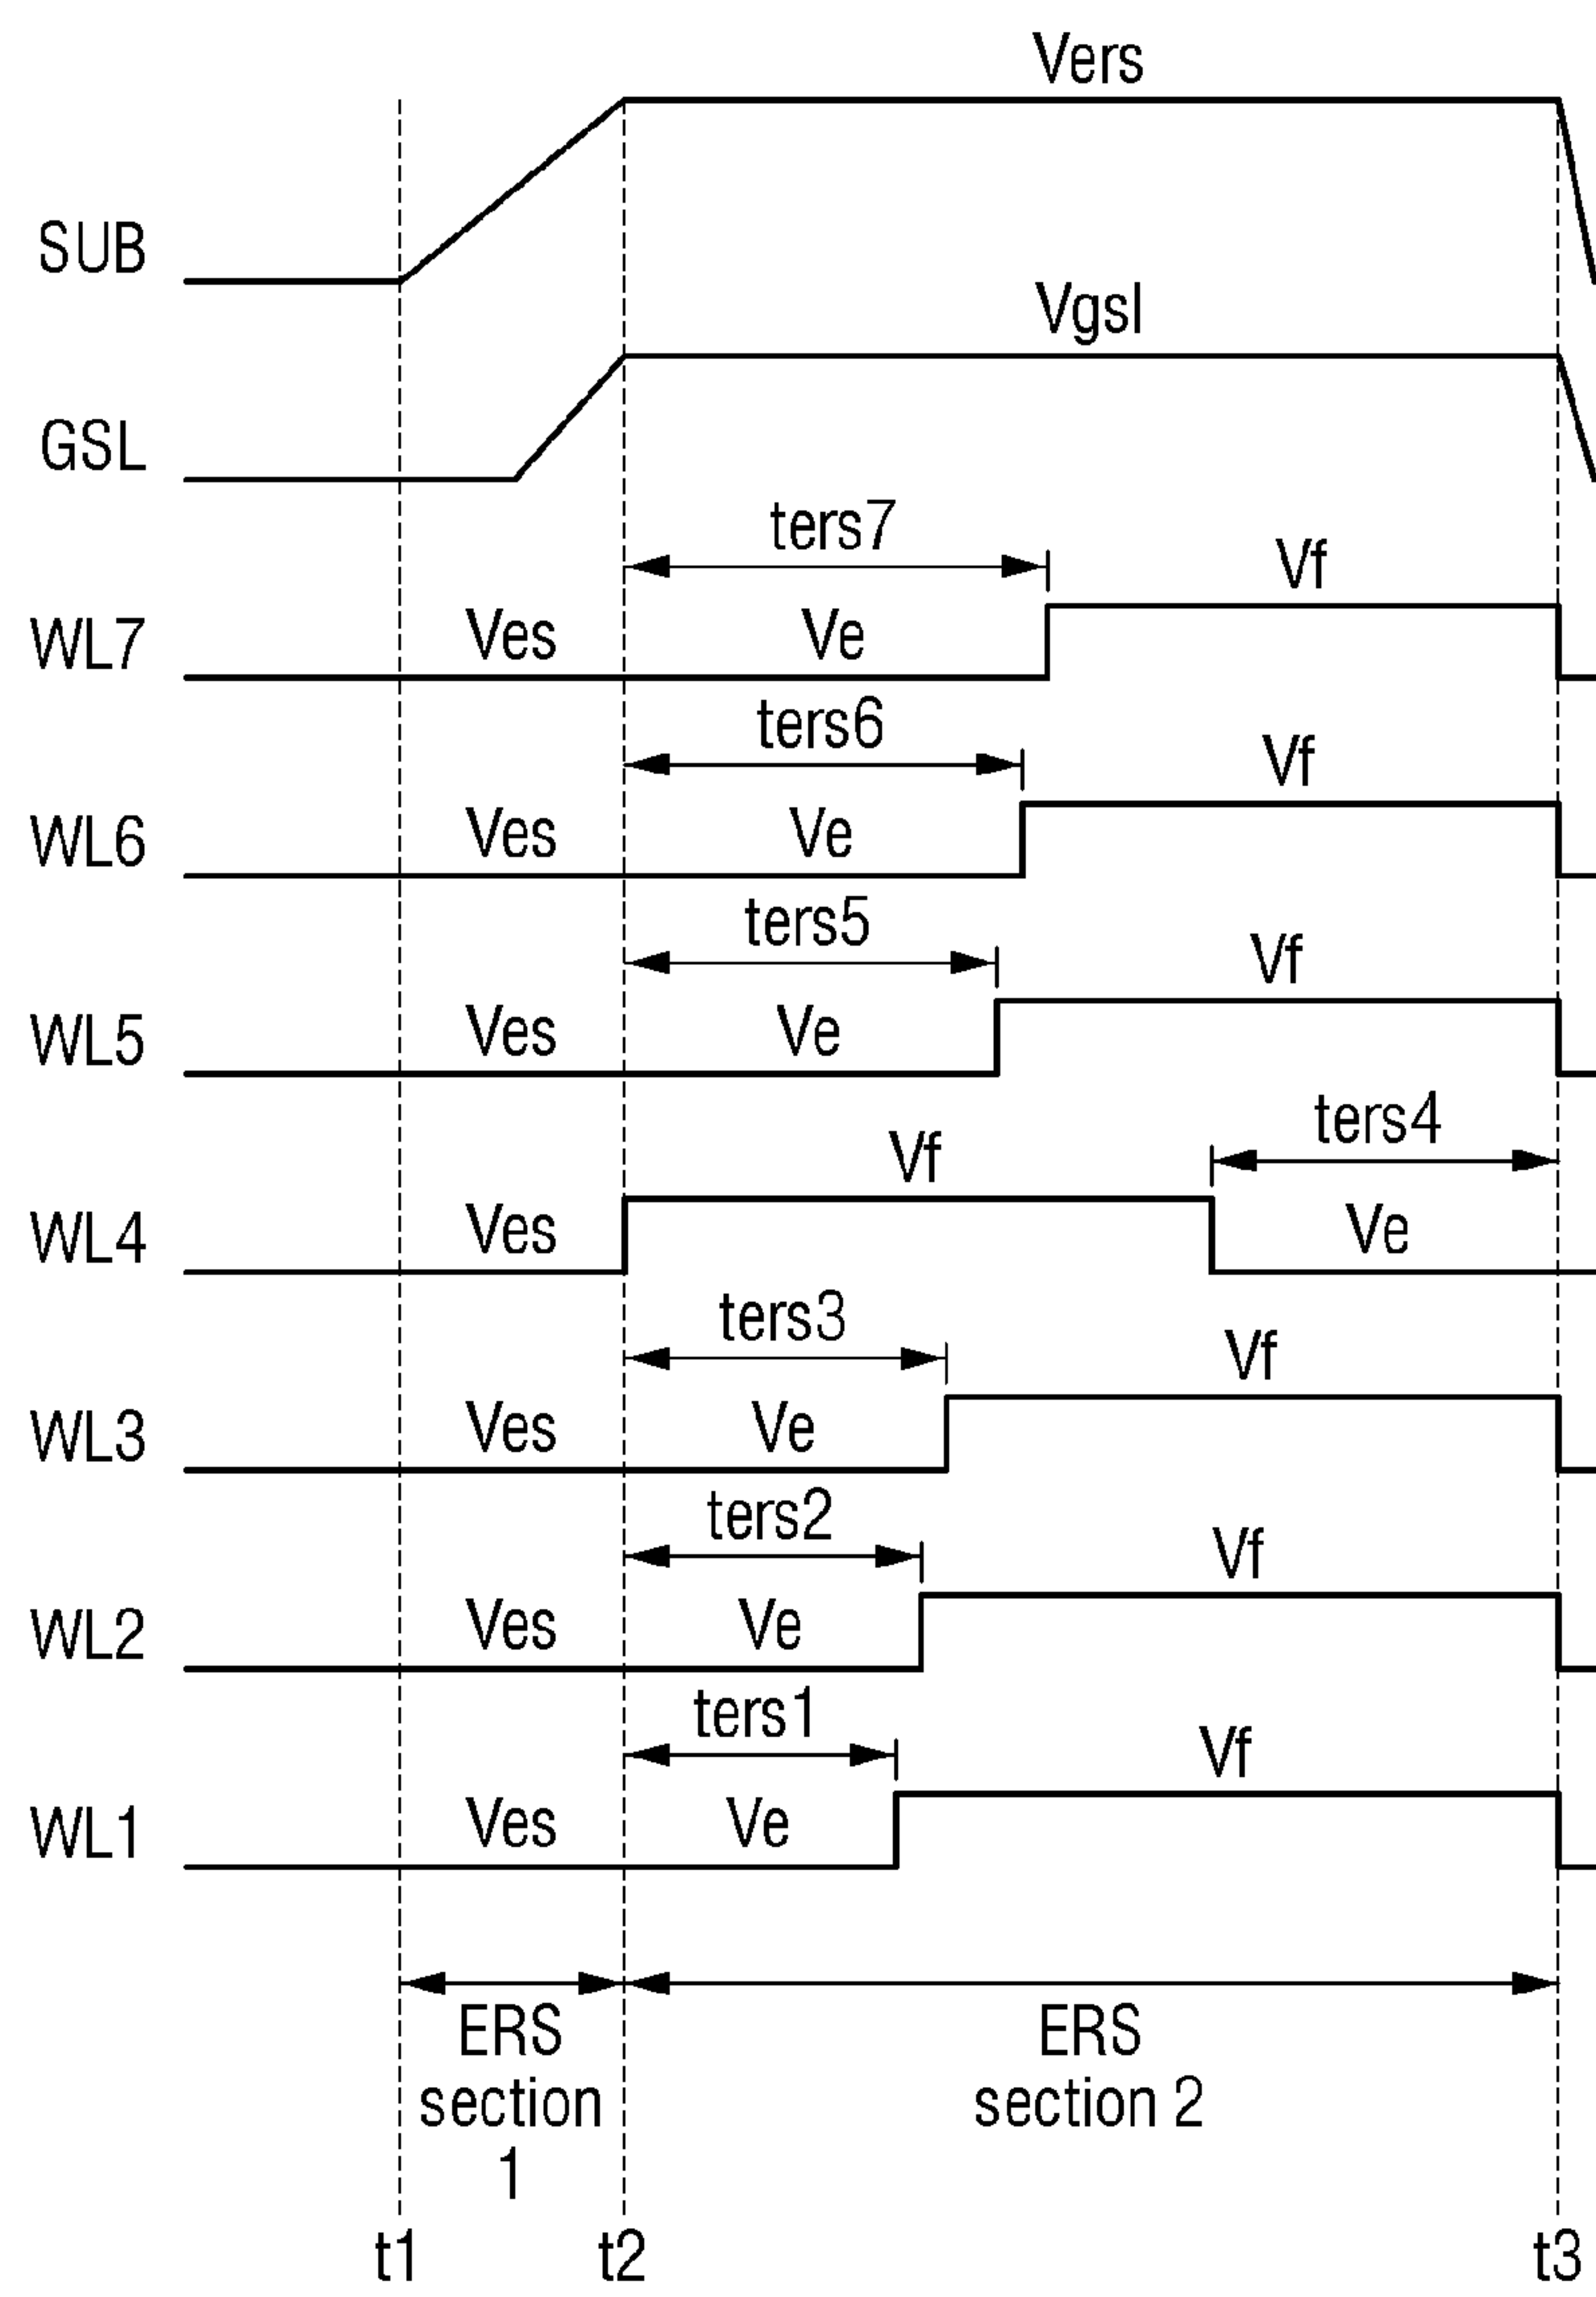 Vers
SUB
Vgsl
GSL
ters7
Vf
WL7 Ves Ve
ters6
Vf
WL6 Ves Ve
ters5
Vf
WL5 Ves Ve
ters4
Vf
WL4 Ves Ve
ters3
Vf
WL3 Ves Ve
ters2
Vf
WL2 Ves Ve
ters1
Vf
WL1 Ves Ve
ERS
section
1
ERS
section 2
t1 t2 t3